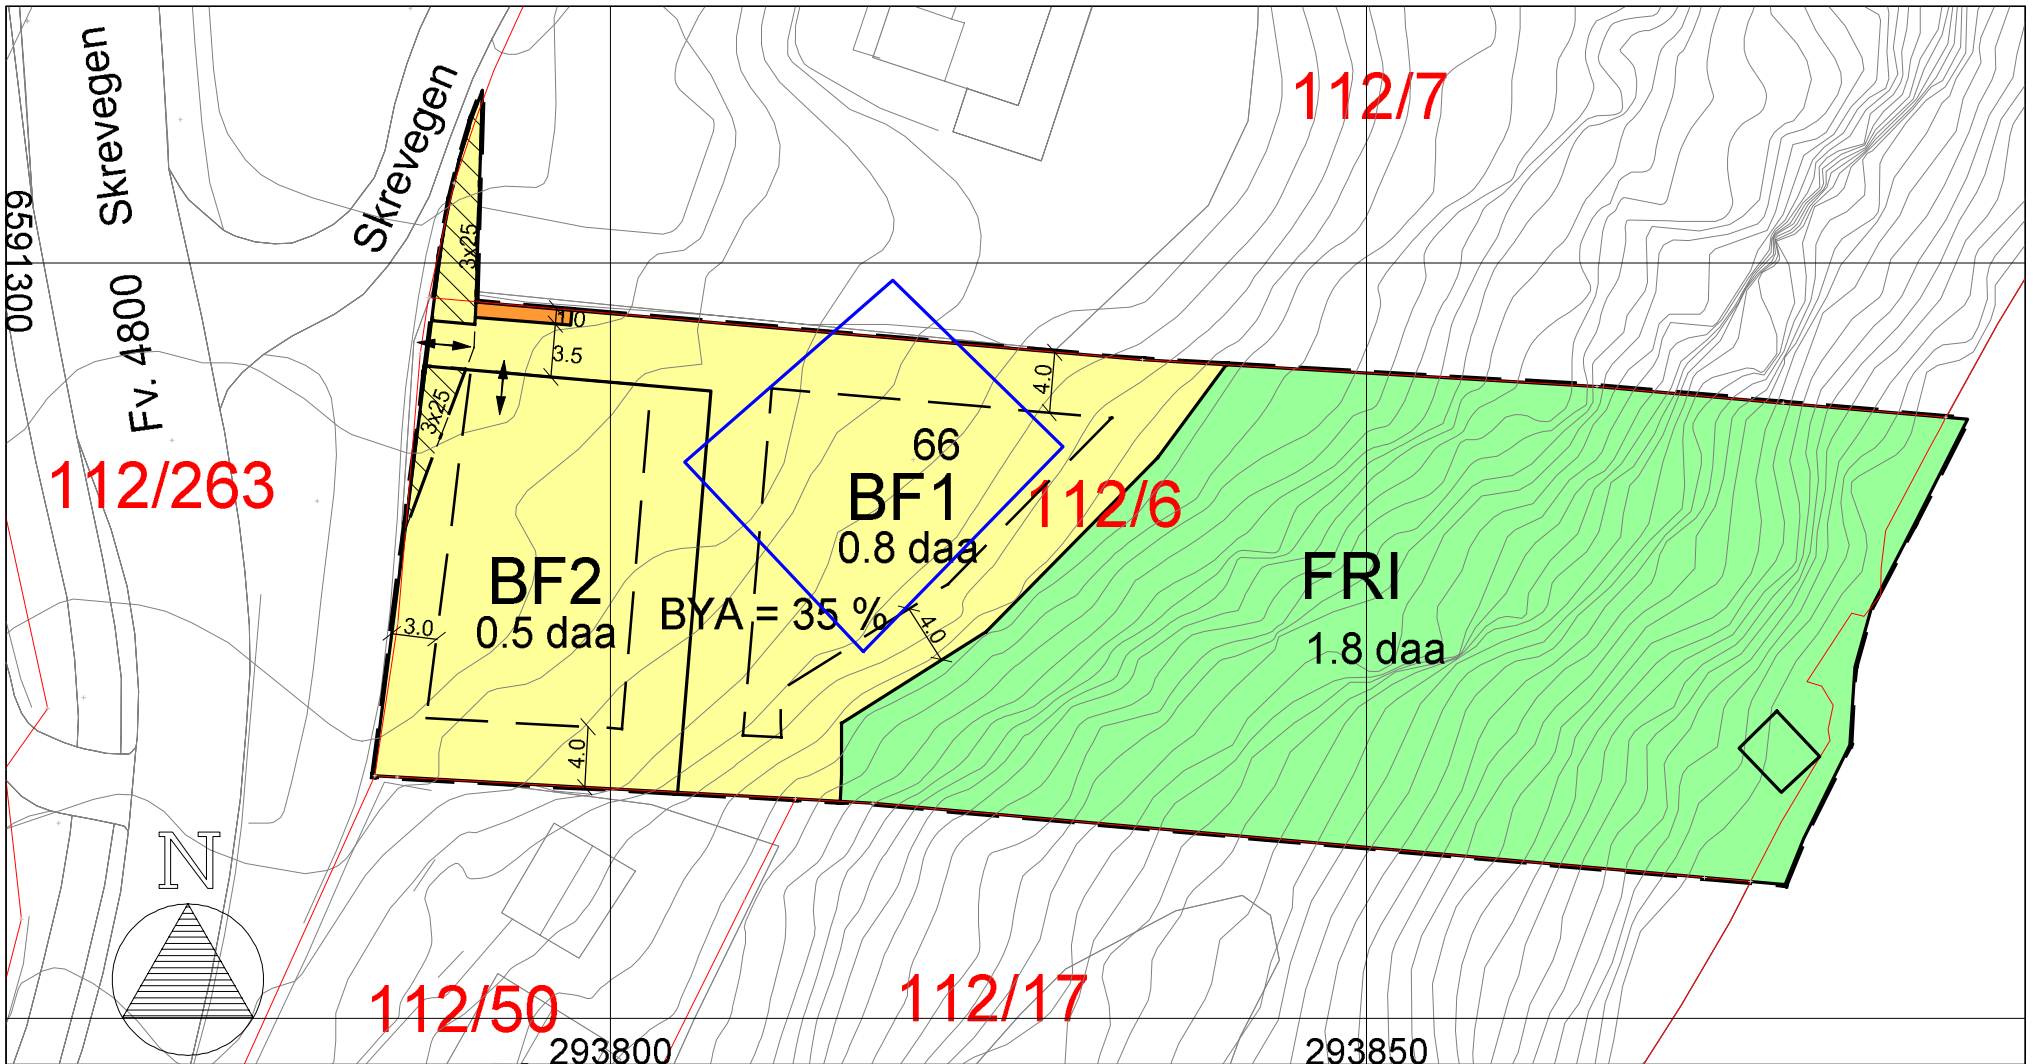 Skrevegen
Skrevegen
112/7
6591300
3x25
Fv. 4800
1.0
3.5
4.0
3x25
66
112/263
BF1
112/6
0.8 daa
BF2
FRI
0.5 daa
BYA = 35 %
3.0
4.0
1.8 daa
4.0
N
112/50
112/17
293800
293850